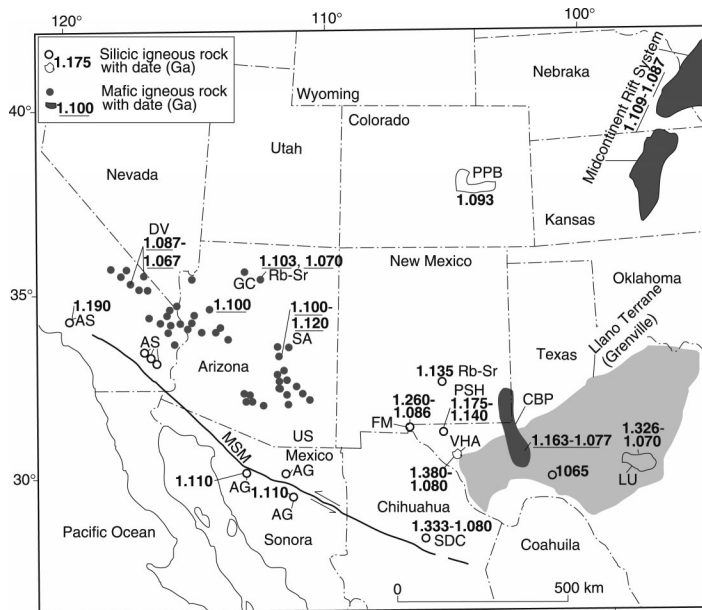 120°
110°
100°
1.175
Silicic igneous rock
with date (Ga)
1.100
Mafic igneous rock
with date (Ga)
40°
35°
30°
Nebraska
Wyoming
Colorado
Utah
Nevada
PPB
1.093
Midcontinent Rift System
1.109-1.087
Kansas
DV
1.087-
1.067
1.103, 1.070
GC
Rb-Sr
New Mexico
Oklahoma
1.190
AS
AS
1.100
1.100-
1.120
SA
Arizona
Llano Terrane
(Grenville)
Texas
1.135 Rb-Sr
PSH
1.175-
1.140
1.260-
1.086
FM
CBP
1.163-1.077
1.326-
1.070
VHA
LU
1065
US
Mexico
MSM
AG
1.110
AG
1.110
AG
1.380-
1.080
Chihuahua
1.333-1.080
SDC
Pacific Ocean
Sonora
Coahuila
0
500 km